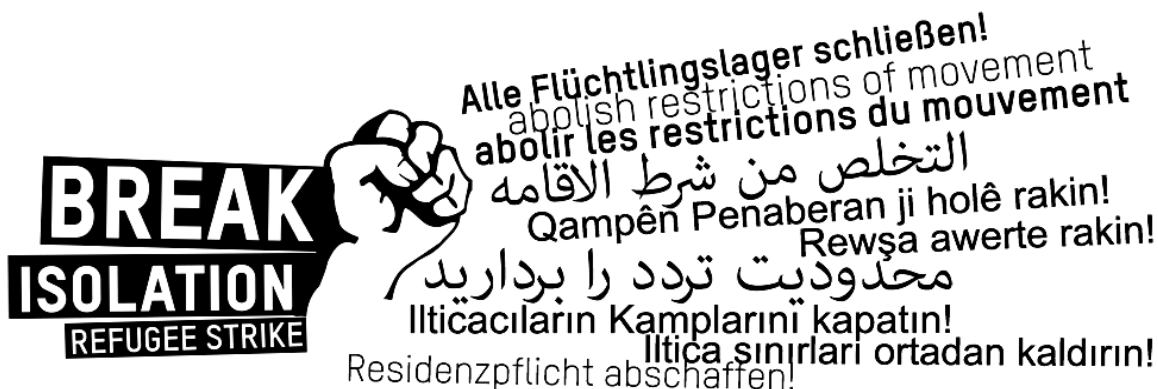 BREAK
ISOLATION
REFUGEE STRIKE
Alle Flüchtlingslager schließen!
abolish restrictions of movement
abolir les restrictions du mouvement
التخلص من شرط الاقامه
Qampên Penaberan ji holê rakin!
Rewşa awerte rakin!
محدودیت تردد را بردارید
Ilticacıların Kamplarını kapatın!
Iltica sınırlari ortadan kaldırın!
Residenzpflicht abschaffen!